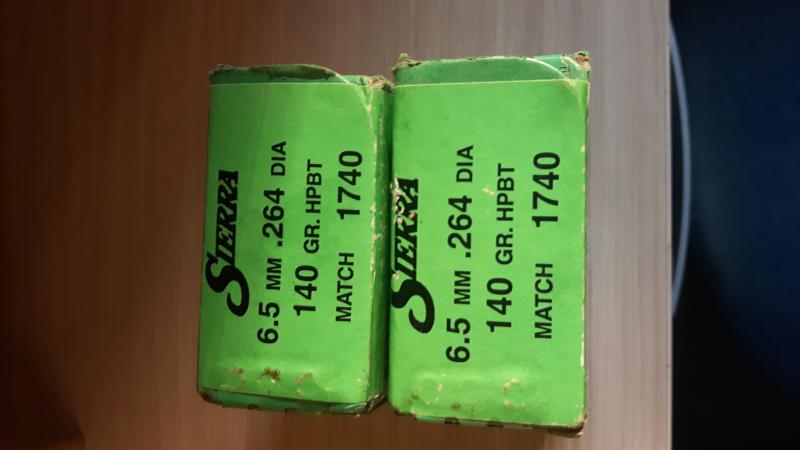 SIERRA
6.5 MM .264 DIA
140 GR. HPBT
MATCH 1740
SIERRA
6.5 MM .264 DIA
140 GR. HPBT
MATCH 1740